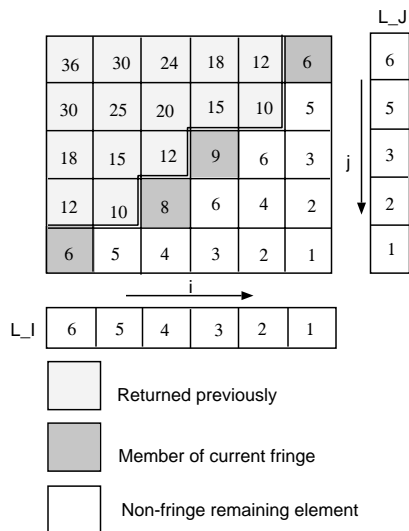 L_J
36 30 24 18 12 6
6
30 25 20 15 10 5
5
18 15 12 9 6 3
3
j
12 10 8 6 4 2
2
6 5 4 3 2 1
1
i
L_I 6 5 4 3 2 1
Returned previously
Member of current fringe
Non-fringe remaining element